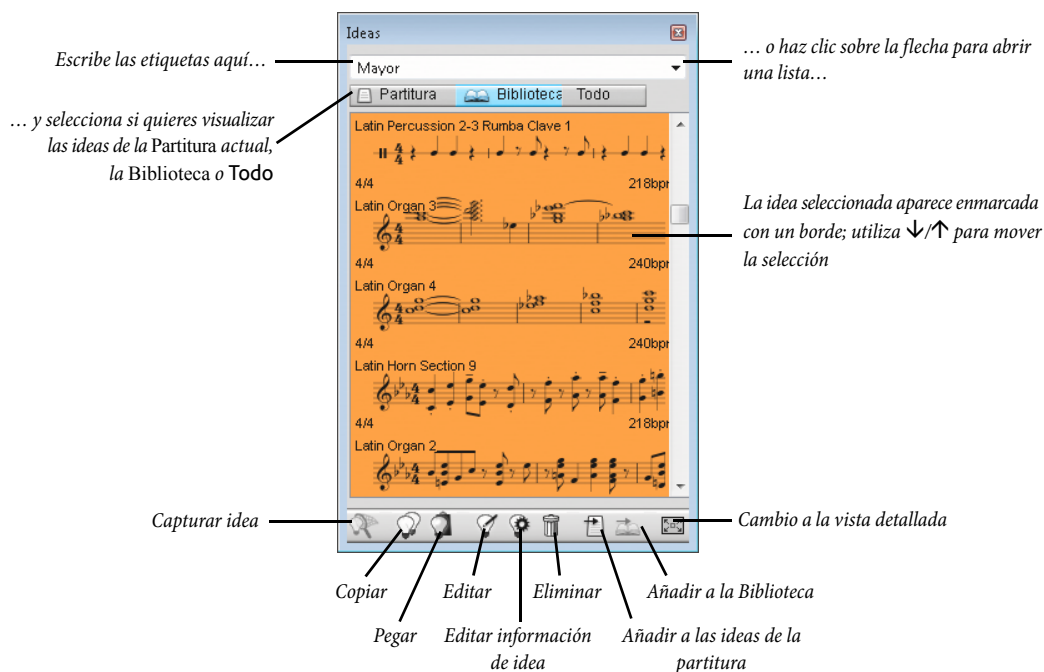 Ideas
Escribe las etiquetas aquí…
… o haz clic sobre la flecha para abrir
una lista…
Mayor
Partitura Biblioteca Todo
… y selecciona si quieres visualizar
las ideas de la Partitura actual,
la Biblioteca o Todo
Latin Percussion 2-3 Rumba Clave 1
4/4 218bpr
Latin Organ 3
La idea seleccionada aparece enmarcada
con un borde; utiliza ↓/↑ para mover
la selección
4/4 240bpr
Latin Organ 4
4/4 240bpr
Latin Horn Section 9
4/4 218bpr
Latin Organ 2
Capturar idea
Cambio a la vista detallada
Copiar Editar Eliminar Añadir a la Biblioteca
Pegar Editar información Añadir a las ideas de la
de idea partitura